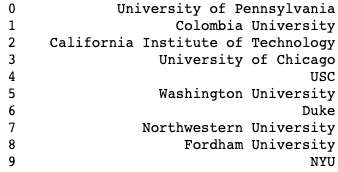 0 University of Pennsylvania
1 Colombia University
2 California Institute of Technology
3 University of Chicago
4 USC
5 Washington University
6 Duke
7 Northwestern University
8 Fordham University
9 NYU